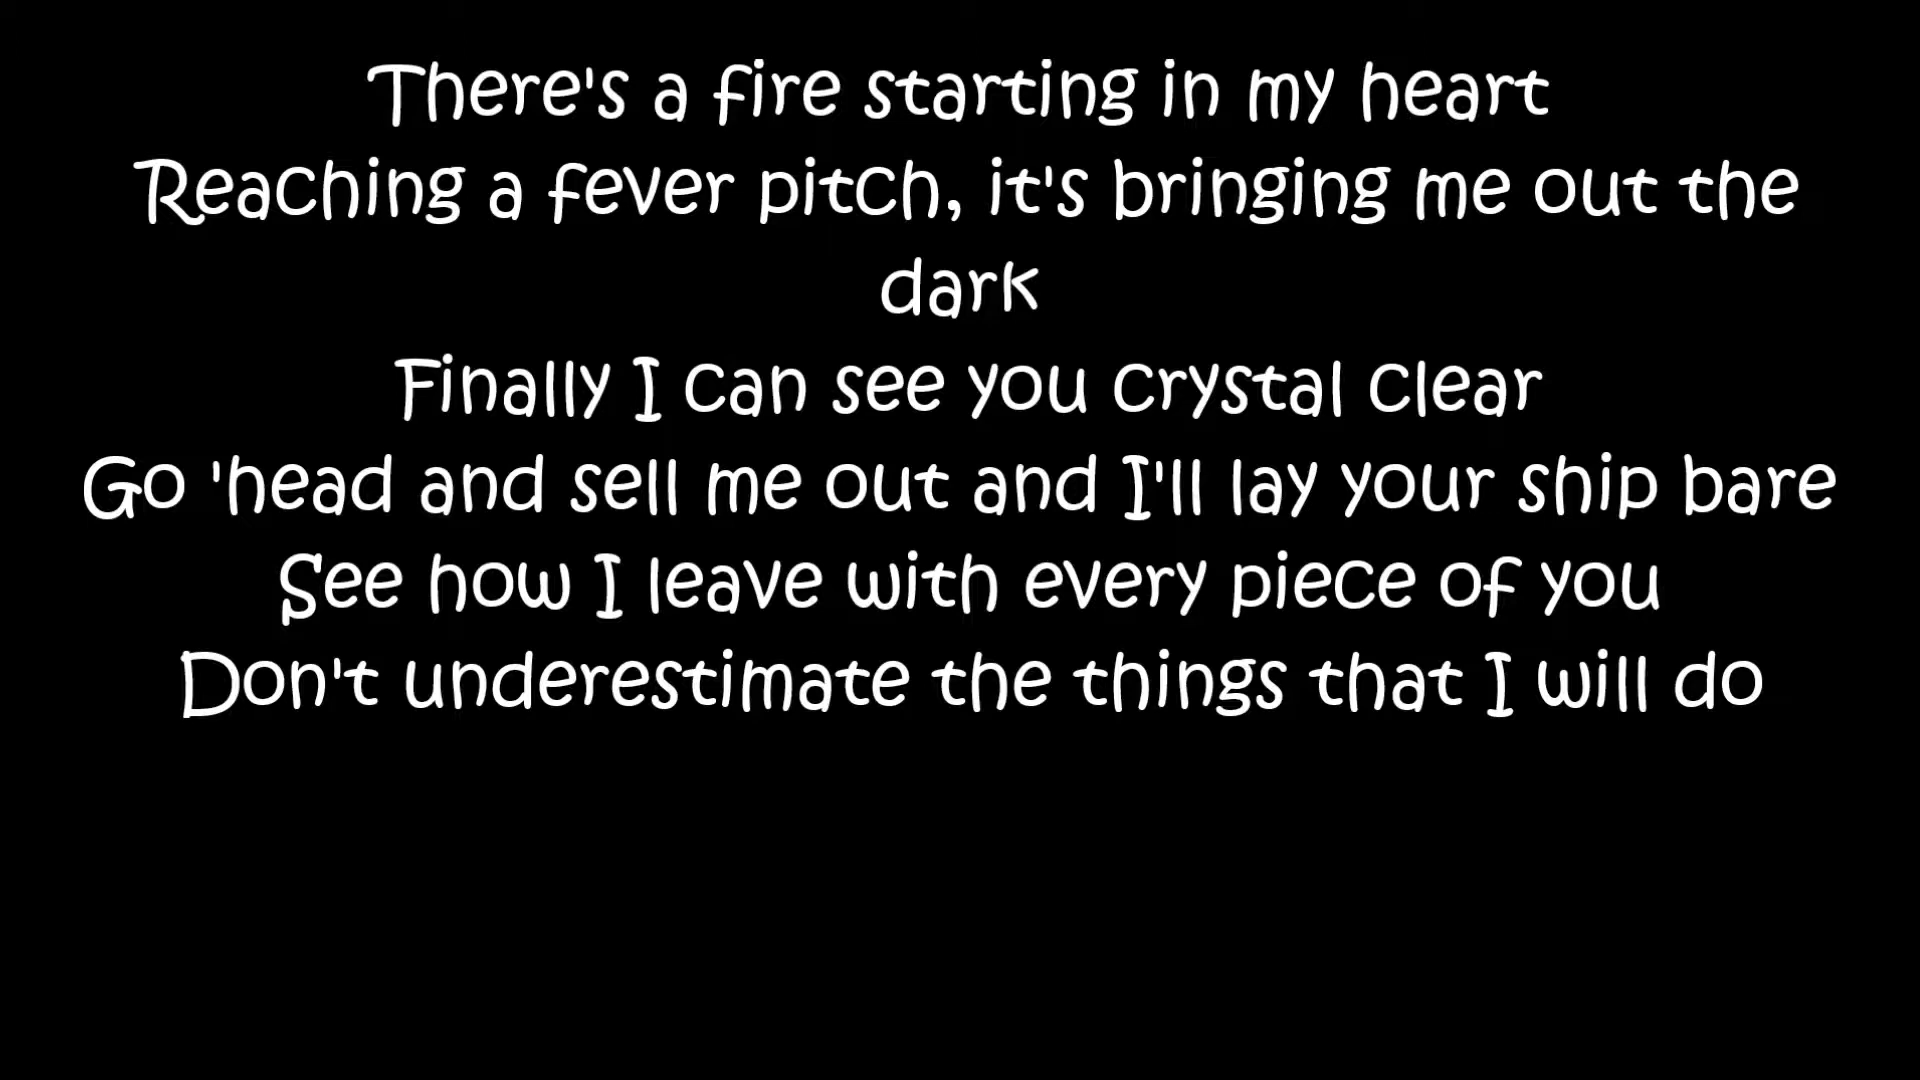 There's a fire starting in my heart
Reaching a fever pitch, it's bringing me out the
dark
Finally I can see you crystal clear
Go 'head and sell me out and I'll lay your ship bare
See how I leave with every piece of you
Don't underestimate the things that I will do